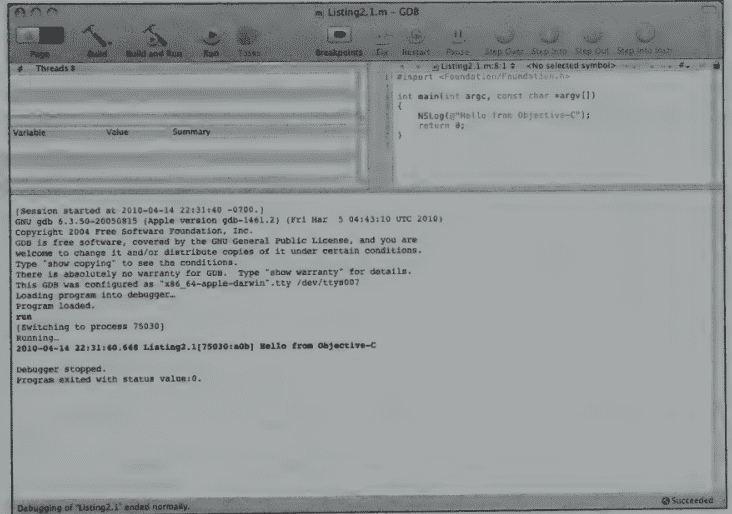 Listing2.1.m - GDB
Page Build Build and Run Run Tasks Breakpoints Fix Restart Pause Step Over Step Into Step Out Step Into Instr
# Threads
Listing2.1.m:8:1 <No selected symbol>
#import <Foundation/Foundation.h>
int main(int argc, const char *argv[])
{
NSLog(@"Hello from Objective-C");
return 0;
}
Variable Value Summary
[Session started at 2010-04-14 22:31:40 -0700.]
GNU gdb 6.3.50-20050815 (Apple version gdb-1461.2) (Fri Mar 5 04:43:10 UTC 2010)
Copyright 2004 Free Software Foundation, Inc.
GDB is free software, covered by the GNU General Public License, and you are
welcome to change it and/or distribute copies of it under certain conditions.
Type "show copying" to see the conditions.
There is absolutely no warranty for GDB. Type "show warranty" for details.
This GDB was configured as "x86_64-apple-darwin".tty /dev/ttys007
Loading program into debugger…
Program loaded.
run
[Switching to process 75030]
Running…
2010-04-14 22:31:40.648 Listing2.1[75030:a0b] Hello from Objective-C
Debugger stopped.
Program exited with status value:0.
Debugging of "Listing2.1" ended normally.
Succeeded